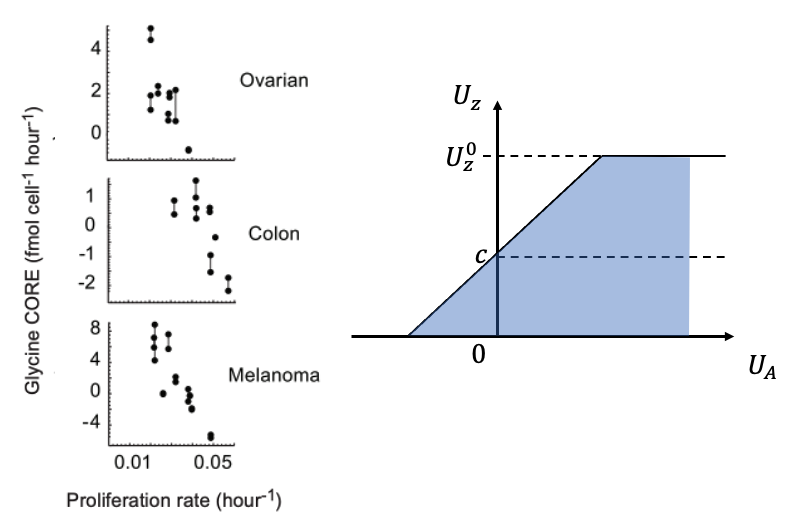 Glycine CORE (fmol cell⁻¹ hour⁻¹)
4
2
0
Ovarian
1
0
-1
-2
Colon
8
4
0
-4
Melanoma
0.01 0.05
Proliferation rate (hour⁻¹)
U_z
U_z^0
c
0
U_A